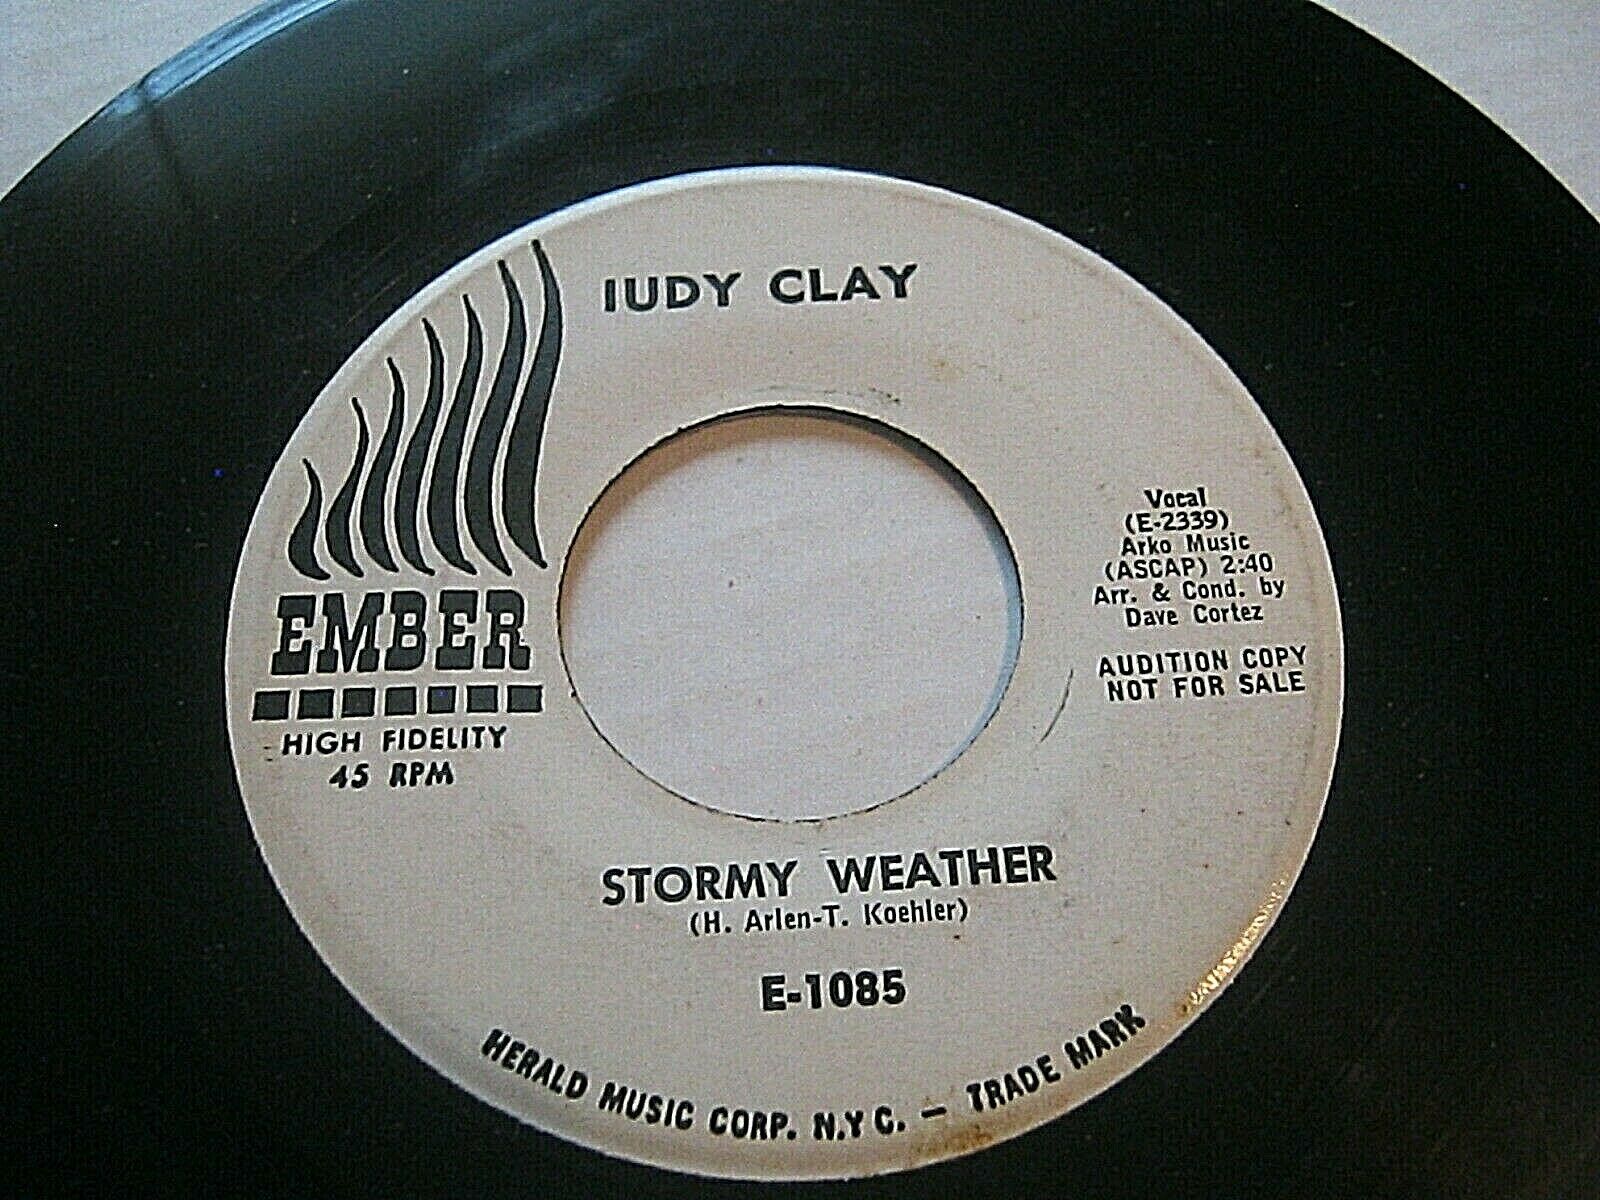 IUDY CLAY
EMBER
HIGH FIDELITY
45 RPM
Vocal
(E-2339)
Arko Music
(ASCAP) 2:40
Arr. & Cond. by
Dave Cortez
AUDITION COPY
NOT FOR SALE
STORMY WEATHER
(H. Arlen-T. Koehler)
E-1085
HERALD MUSIC CORP. N.Y C. — TRADE MARK